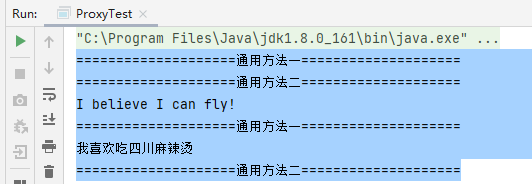 Run: ProxyTest
"C:\Program Files\Java\jdk1.8.0_161\bin\java.exe" ...
====================通用方法一====================
====================通用方法二====================
I believe I can fly!
====================通用方法一====================
我喜欢吃四川麻辣烫
====================通用方法二====================